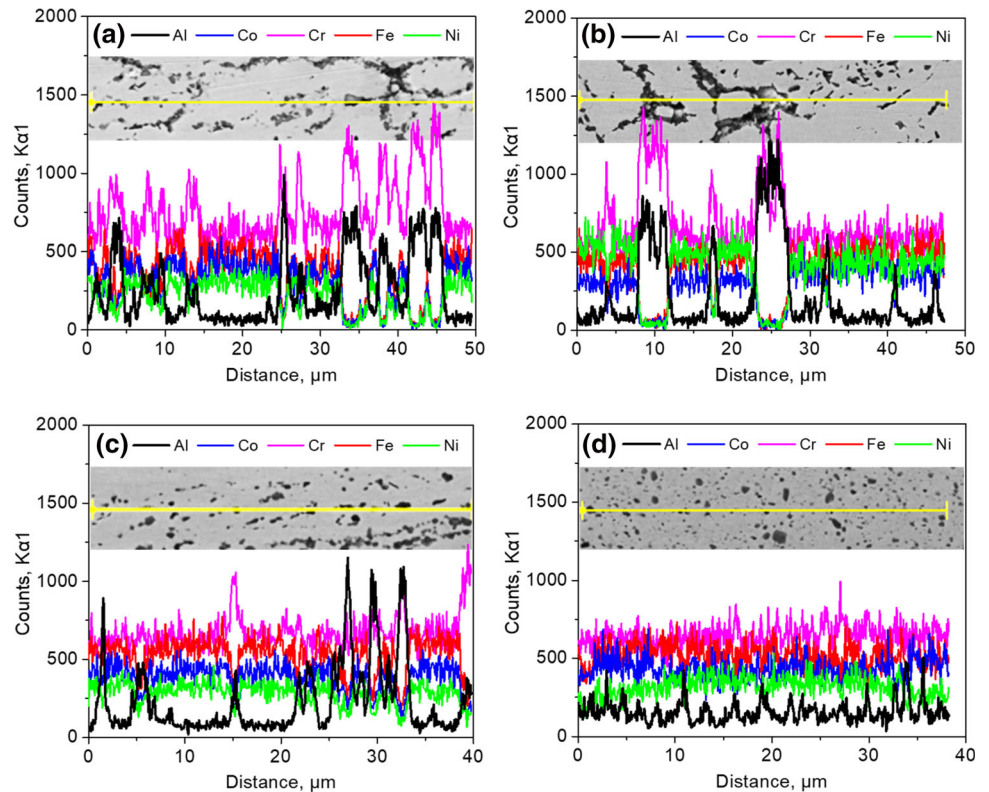 (a)
Al Co Cr Fe Ni
Counts, Kα1
2000
1500
1000
500
0
0 10 20 30 40 50
Distance, µm
(b)
Al Co Cr Fe Ni
Counts, Kα1
2000
1500
1000
500
0
0 10 20 30 40 50
Distance, µm
(c)
Al Co Cr Fe Ni
Counts, Kα1
2000
1500
1000
500
0
0 10 20 30 40
Distance, µm
(d)
Al Co Cr Fe Ni
Counts, Kα1
2000
1500
1000
500
0
0 10 20 30 40
Distance, µm